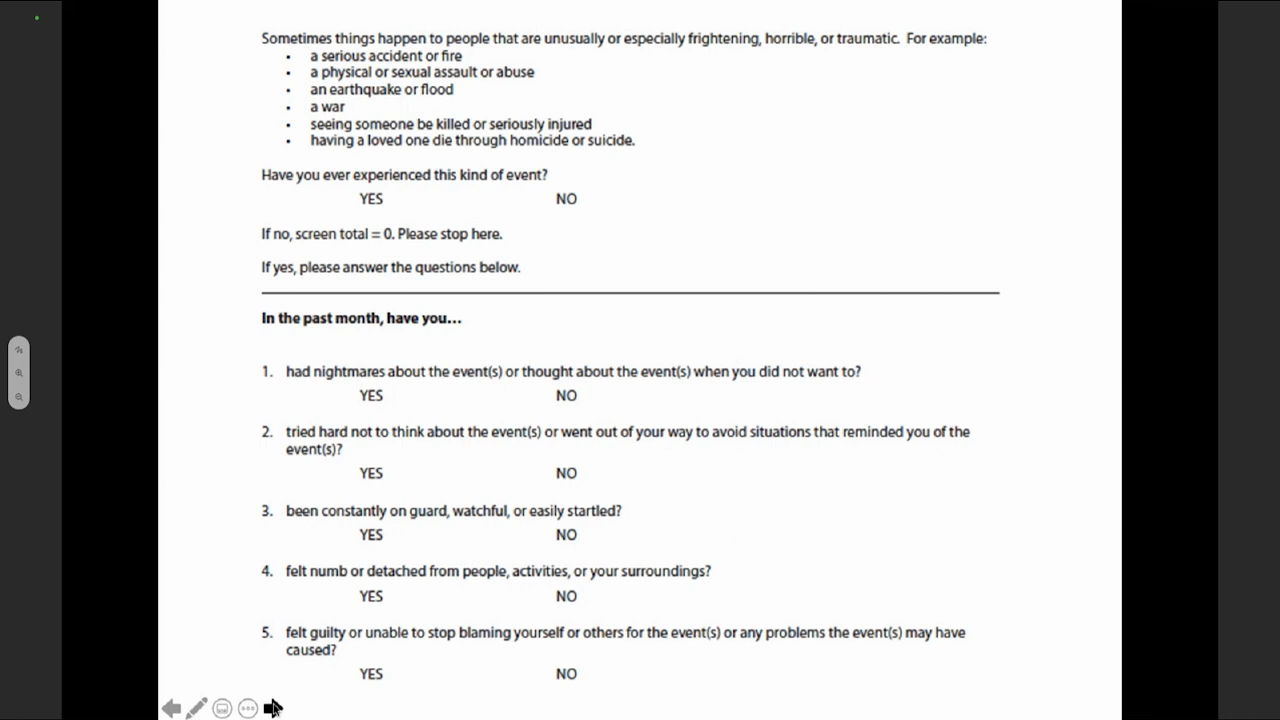 Sometimes things happen to people that are unusually or especially frightening, horrible, or traumatic. For example:
• a serious accident or fire
• a physical or sexual assault or abuse
• an earthquake or flood
• a war
• seeing someone be killed or seriously injured
• having a loved one die through homicide or suicide.
Have you ever experienced this kind of event?
YES NO
If no, screen total = 0. Please stop here.
If yes, please answer the questions below.
In the past month, have you...
1. had nightmares about the event(s) or thought about the event(s) when you did not want to?
YES NO
2. tried hard not to think about the event(s) or went out of your way to avoid situations that reminded you of the
event(s)?
YES NO
3. been constantly on guard, watchful, or easily startled?
YES NO
4. felt numb or detached from people, activities, or your surroundings?
YES NO
5. felt guilty or unable to stop blaming yourself or others for the event(s) or any problems the event(s) may have
caused?
YES NO